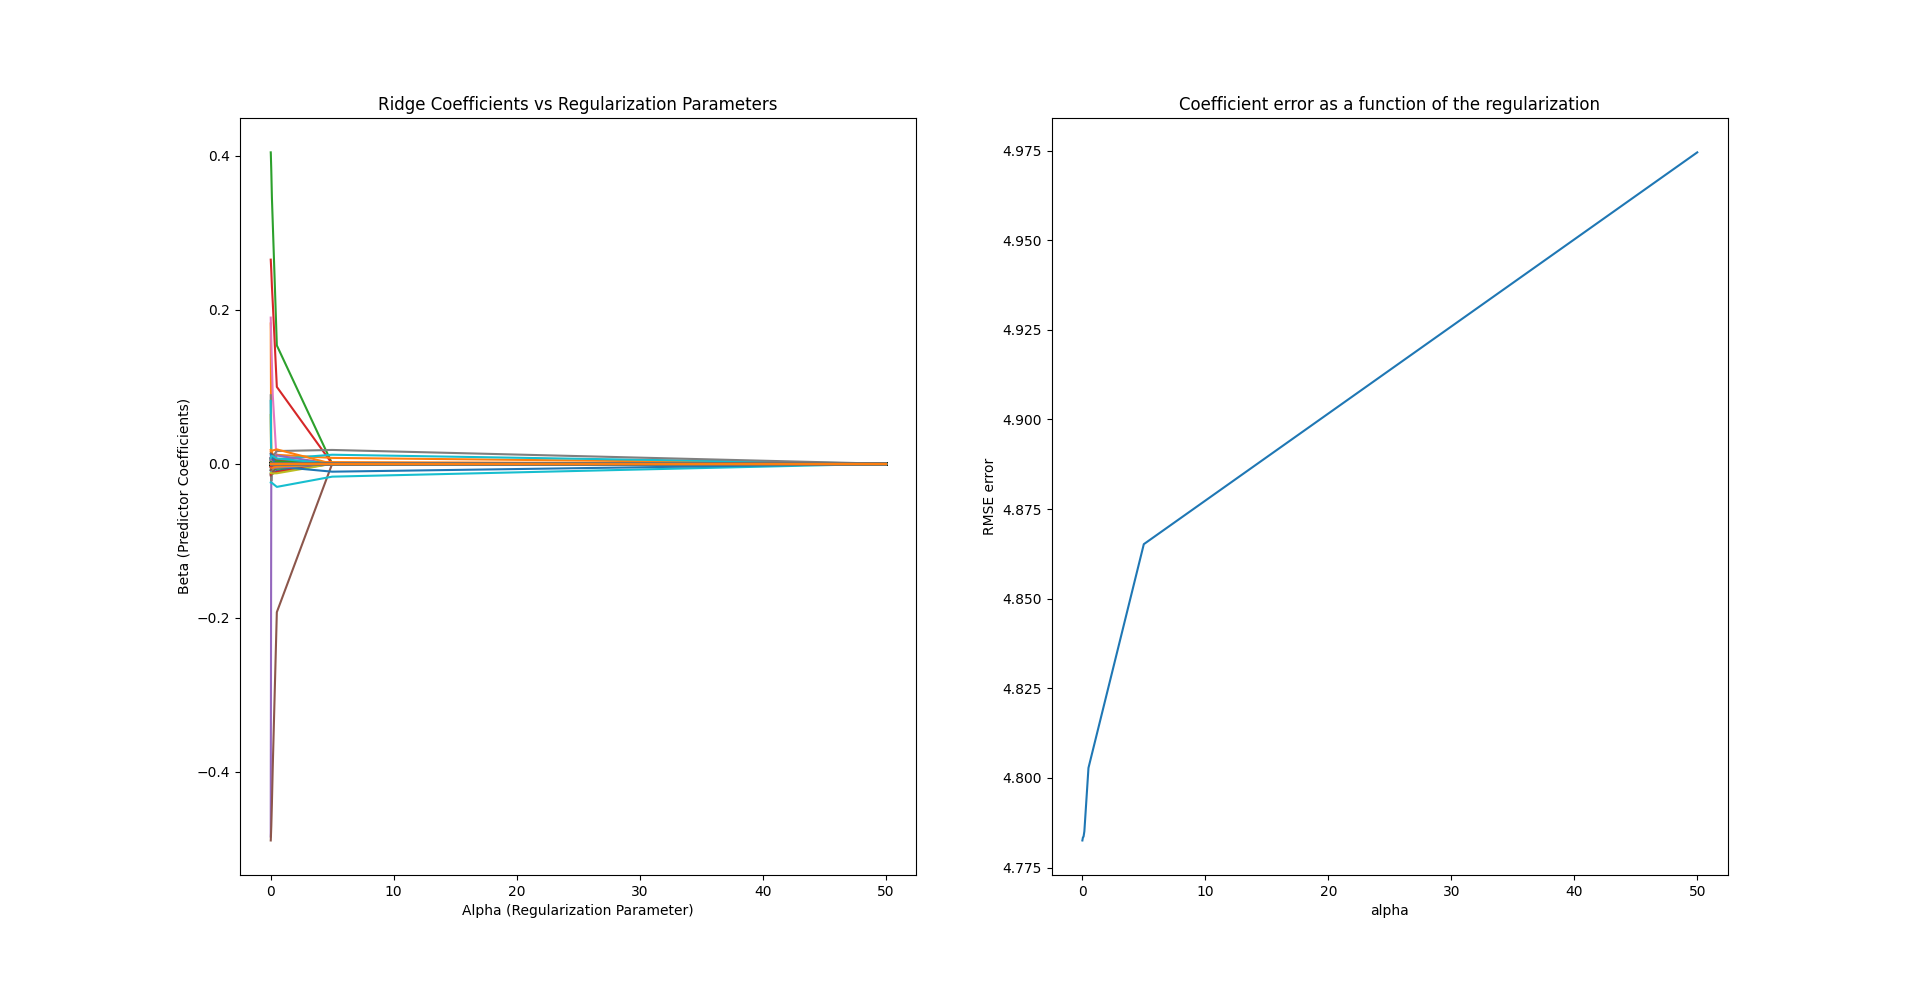 Ridge Coefficients vs Regularization Parameters
0.4
0.2
0.0
−0.2
−0.4
Beta (Predictor Coefficients)
0 10 20 30 40 50
Alpha (Regularization Parameter)
Coefficient error as a function of the regularization
4.975
4.950
4.925
4.900
4.875
4.850
4.825
4.800
4.775
RMSE error
0 10 20 30 40 50
alpha